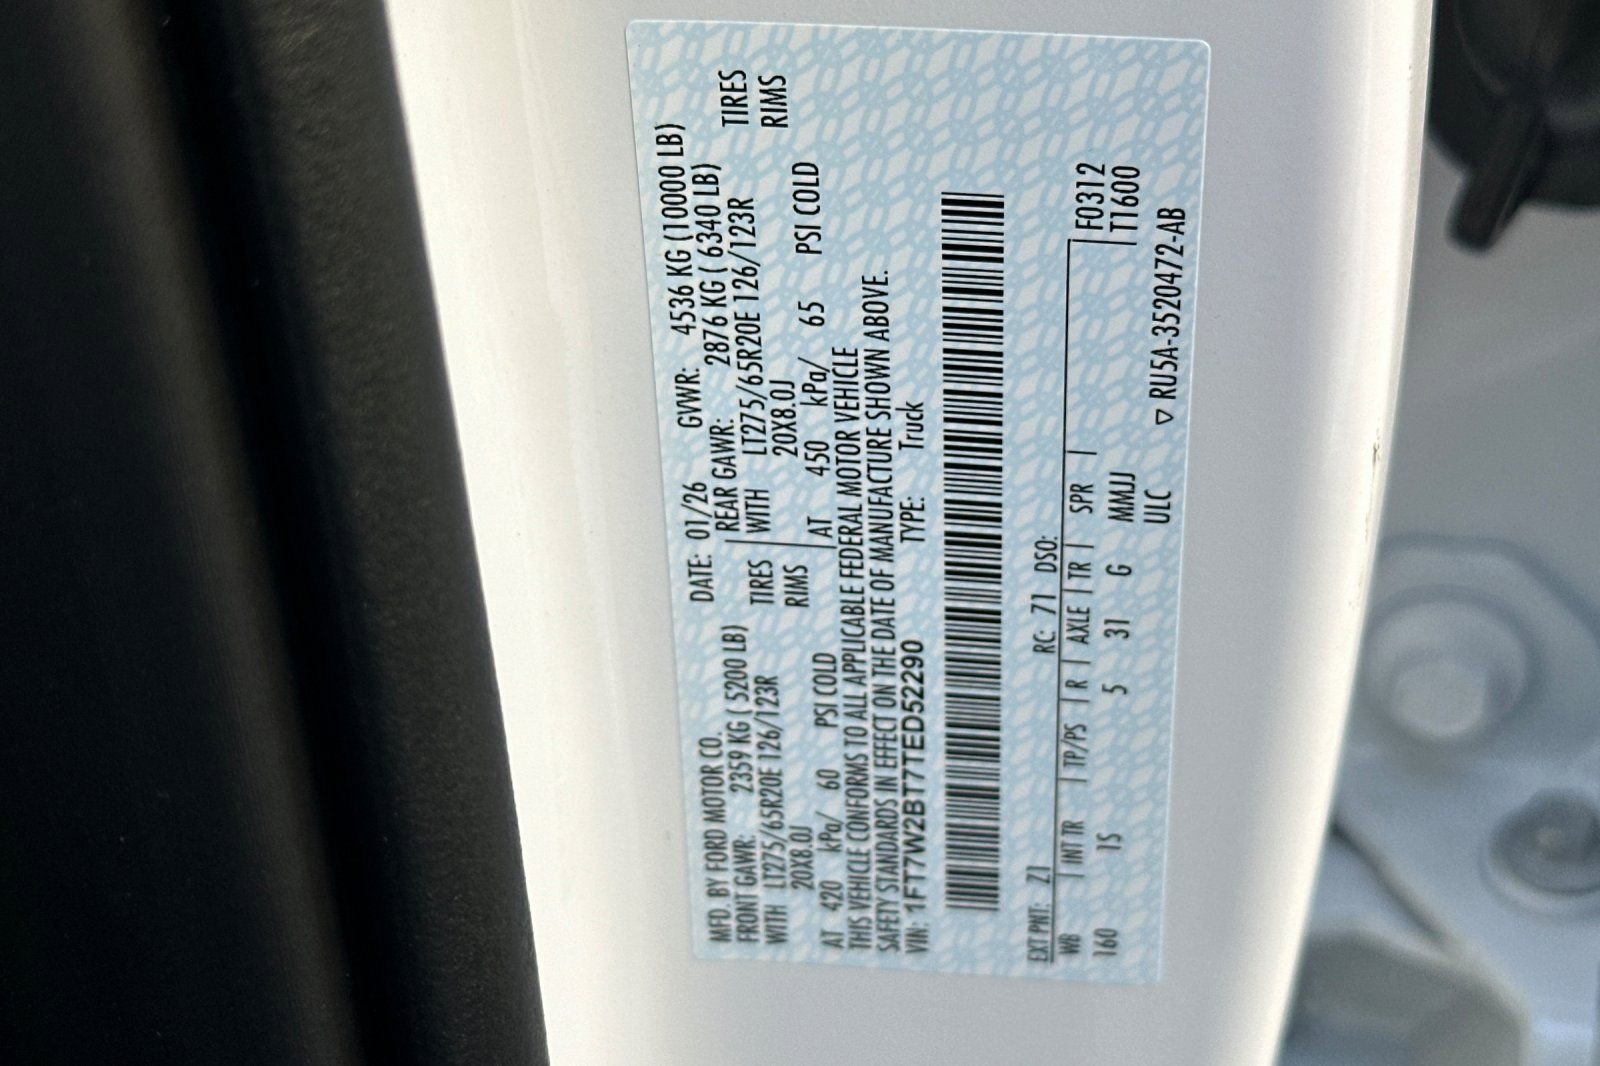 MFD. BY FORD MOTOR CO.
DATE: 01/26 GVWR: 4536 KG (10000 LB)
FRONT GAWR: 2359 KG ( 5200 LB) REAR GAWR: 2876 KG ( 6340 LB)
WITH LT275/65R20E 126/123R TIRES WITH LT275/65R20E 126/123R TIRES
20X8.0J RIMS 20X8.0J RIMS
AT 420 kPa/ 60 PSI COLD AT 450 kPa/ 65 PSI COLD
THIS VEHICLE CONFORMS TO ALL APPLICABLE FEDERAL MOTOR VEHICLE
SAFETY STANDARDS IN EFFECT ON THE DATE OF MANUFACTURE SHOWN ABOVE.
VIN: 1FT7W2BT7TED52290 TYPE: Truck
EXT PNT: Z1 RC: 71 DSO:
WB INT TR TP/PS R AXLE TR SPR F0312
160 1S 5 31 G MMJJ T1600
ULC ▽ RU5A-3520472-AB